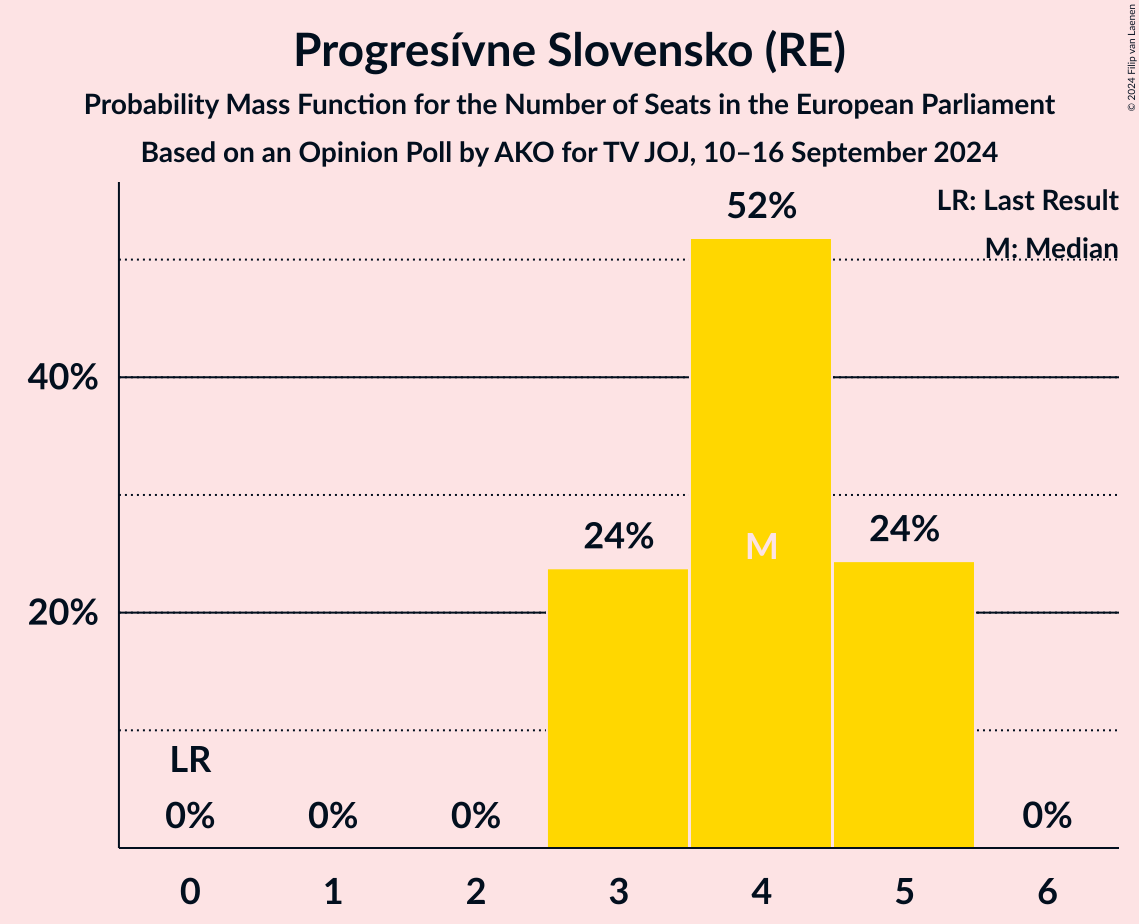 Progresívne Slovensko (RE)
Probability Mass Function for the Number of Seats in the European Parliament
Based on an Opinion Poll by AKO for TV JOJ, 10–16 September 2024
© 2024 Filip van Laenen
LR: Last Result
M: Median
52%
40%
24%
M
24%
20%
LR
0%
0%
0%
0%
0
1
2
3
4
5
6